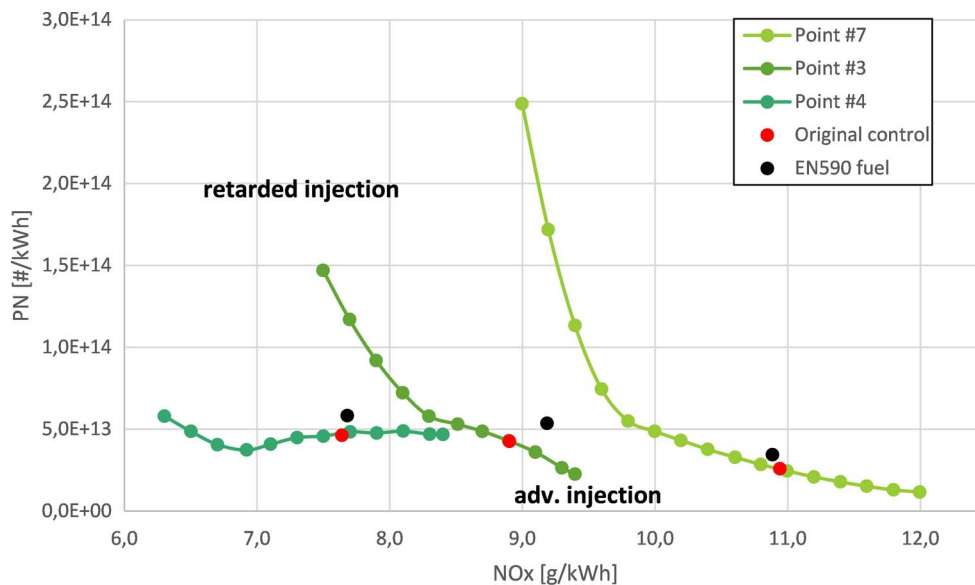 3,0E+14
2,5E+14
2,0E+14
1,5E+14
1,0E+14
5,0E+13
0,0E+00
PN [#/kWh]
Point #7
Point #3
Point #4
Original control
EN590 fuel
retarded injection
adv. injection
6,0 7,0 8,0 9,0 10,0 11,0 12,0
NOx [g/kWh]